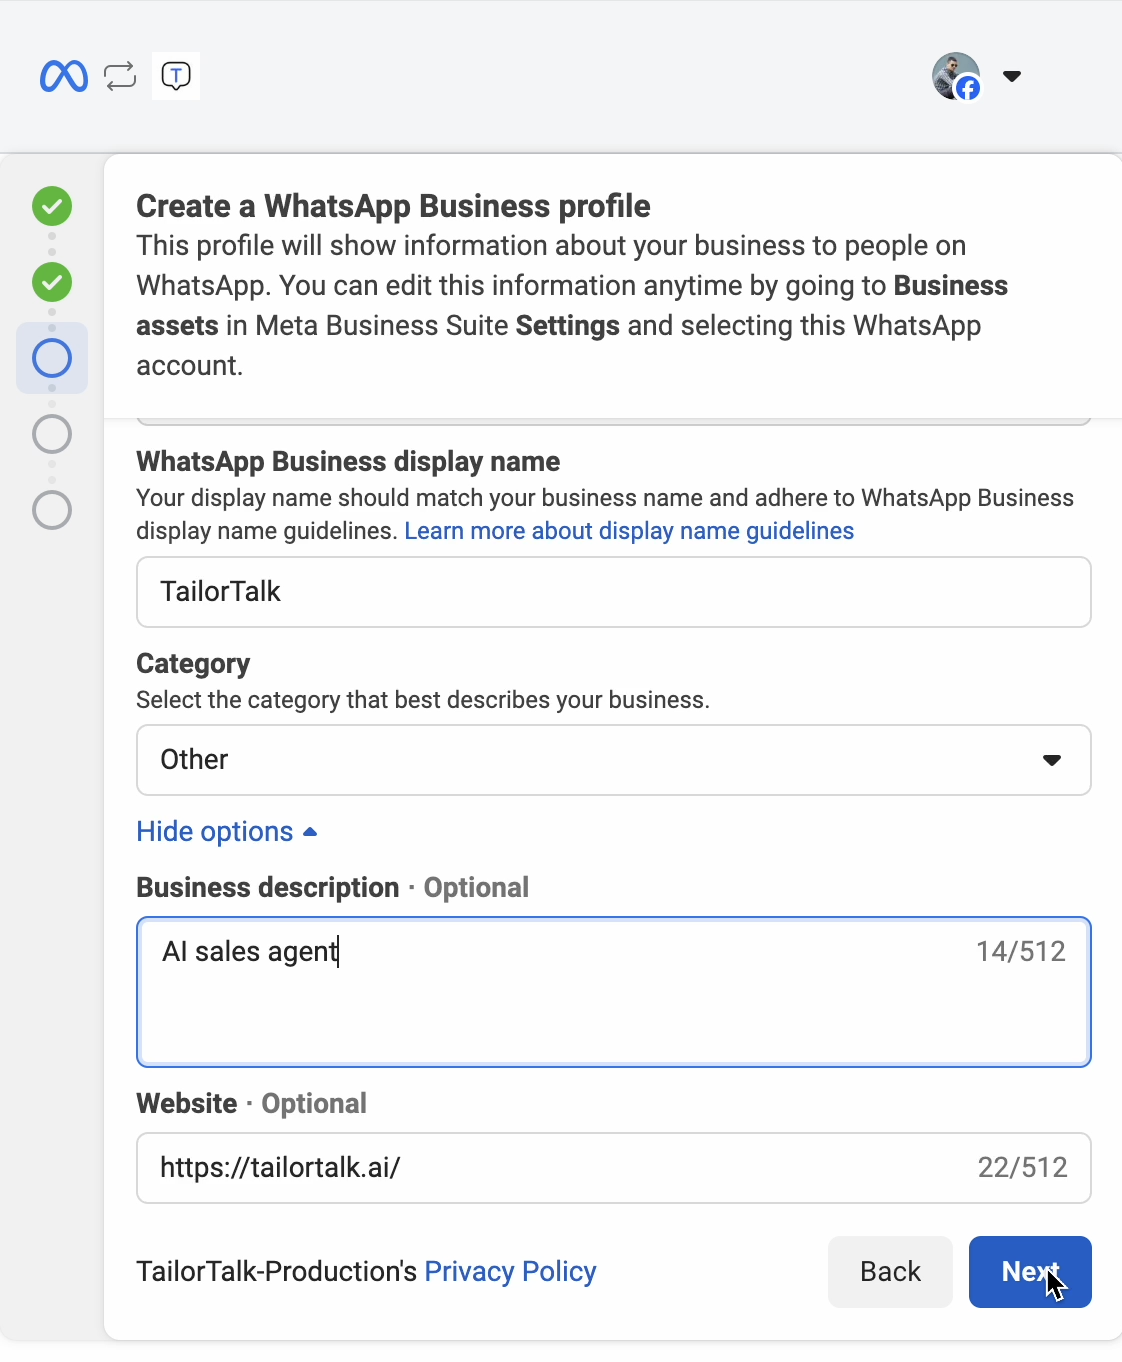 T
Create a WhatsApp Business profile
This profile will show information about your business to people on
WhatsApp. You can edit this information anytime by going to Business
assets in Meta Business Suite Settings and selecting this WhatsApp
account.
WhatsApp Business display name
Your display name should match your business name and adhere to WhatsApp Business
display name guidelines. Learn more about display name guidelines
TailorTalk
Category
Select the category that best describes your business.
Other
Hide options
Business description · Optional
AI sales agent 14/512
Website · Optional
https://tailortalk.ai/ 22/512
TailorTalk-Production's Privacy Policy Back Next